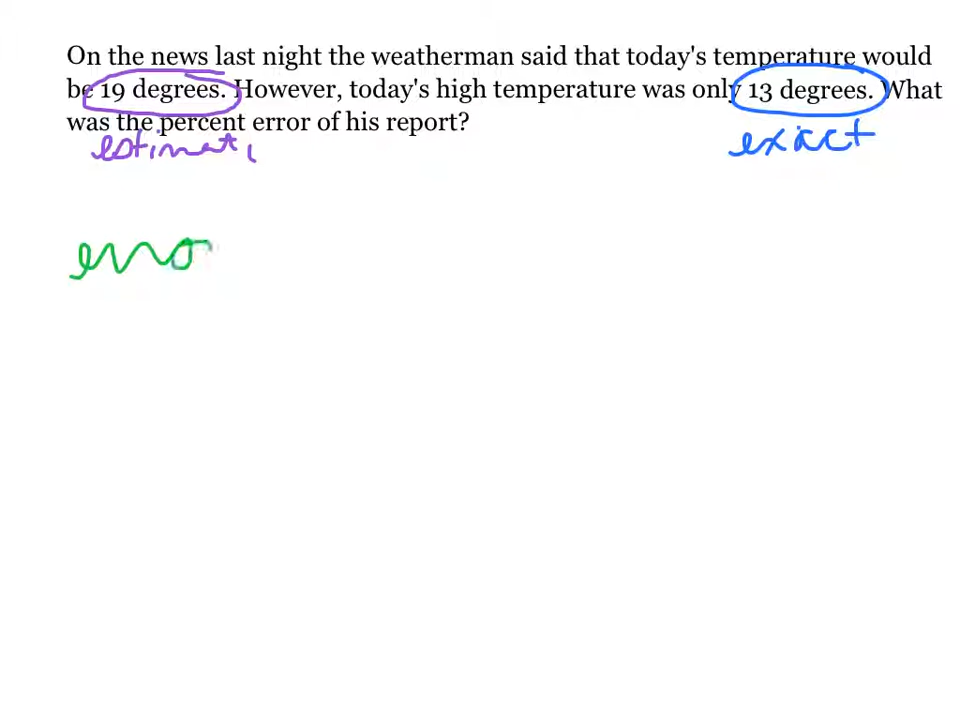 On the news last night the weatherman said that today's temperature would
be 19 degrees. However, today's high temperature was only 13 degrees. What
was the percent error of his report?
estimati
exact
erro